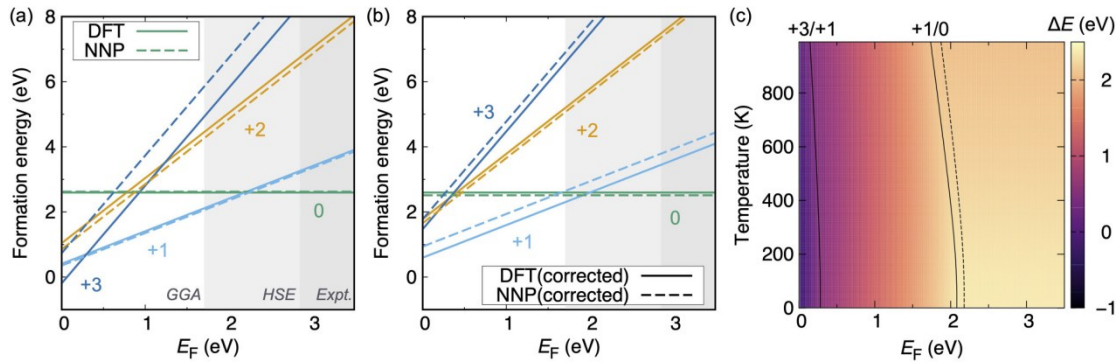 (a)
8
6
4
2
0
Formation energy (eV)
DFT
NNP
+2
+1
0
+3
GGA
HSE
Expt.
0
1
2
3
E_F (eV)
(b)
8
6
4
2
0
Formation energy (eV)
+3
+2
0
+1
DFT(corrected)
NNP(corrected)
0
1
2
3
E_F (eV)
(c)
+3/+1
+1/0
ΔE (eV)
800
600
400
200
0
Temperature (K)
0
1
2
3
E_F (eV)
2
1
0
−1